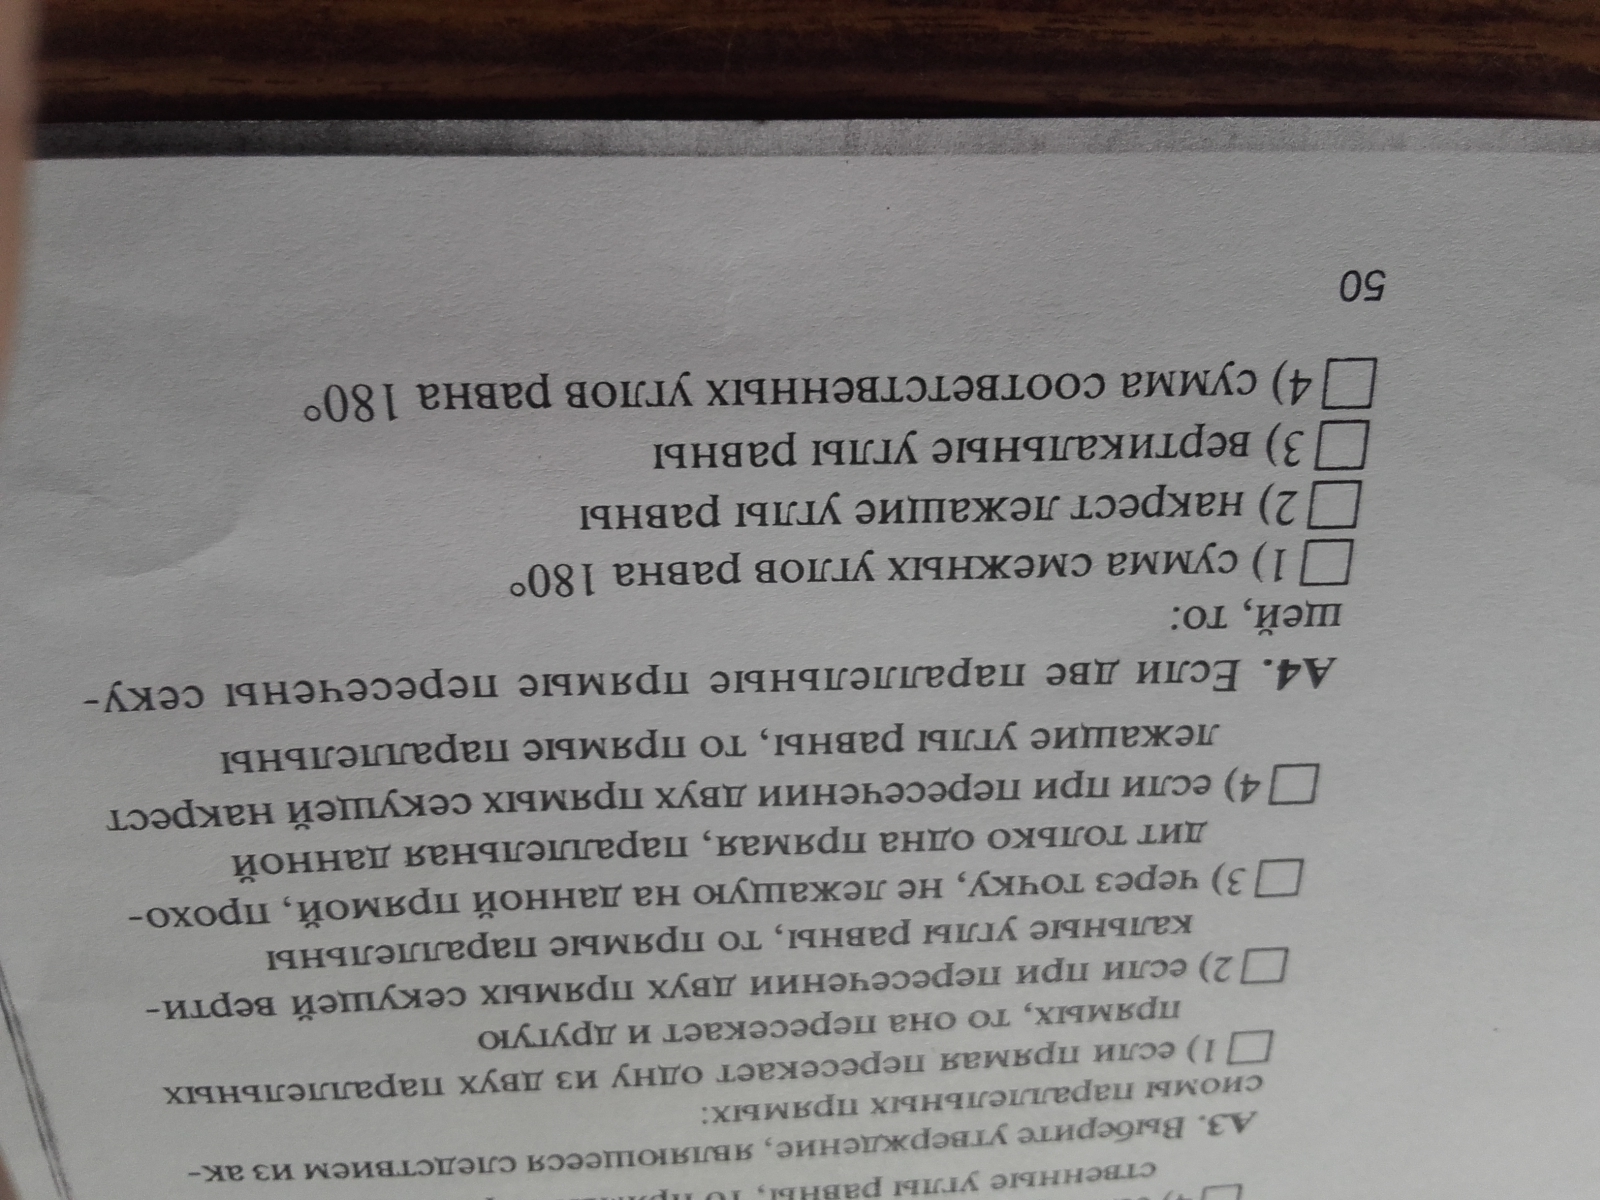 ственные углы равны, то
А3. Выберите утверждение, являющееся следствием из ак-
сиомы параллельных прямых:
1) если прямая пересекает одну из двух параллельных
прямых, то она пересекает и другую
2) если при пересечении двух прямых секущей верти-
кальные углы равны, то прямые параллельны
3) через точку, не лежащую на данной прямой, прохо-
дит только одна прямая, параллельная данной
4) если при пересечении двух прямых секущей накрест
лежащие углы равны, то прямые параллельны
А4. Если две параллельные прямые пересечены секу-
щей, то:
1) сумма смежных углов равна 180°
2) накрест лежащие углы равны
3) вертикальные углы равны
4) сумма соответственных углов равна 180°
50